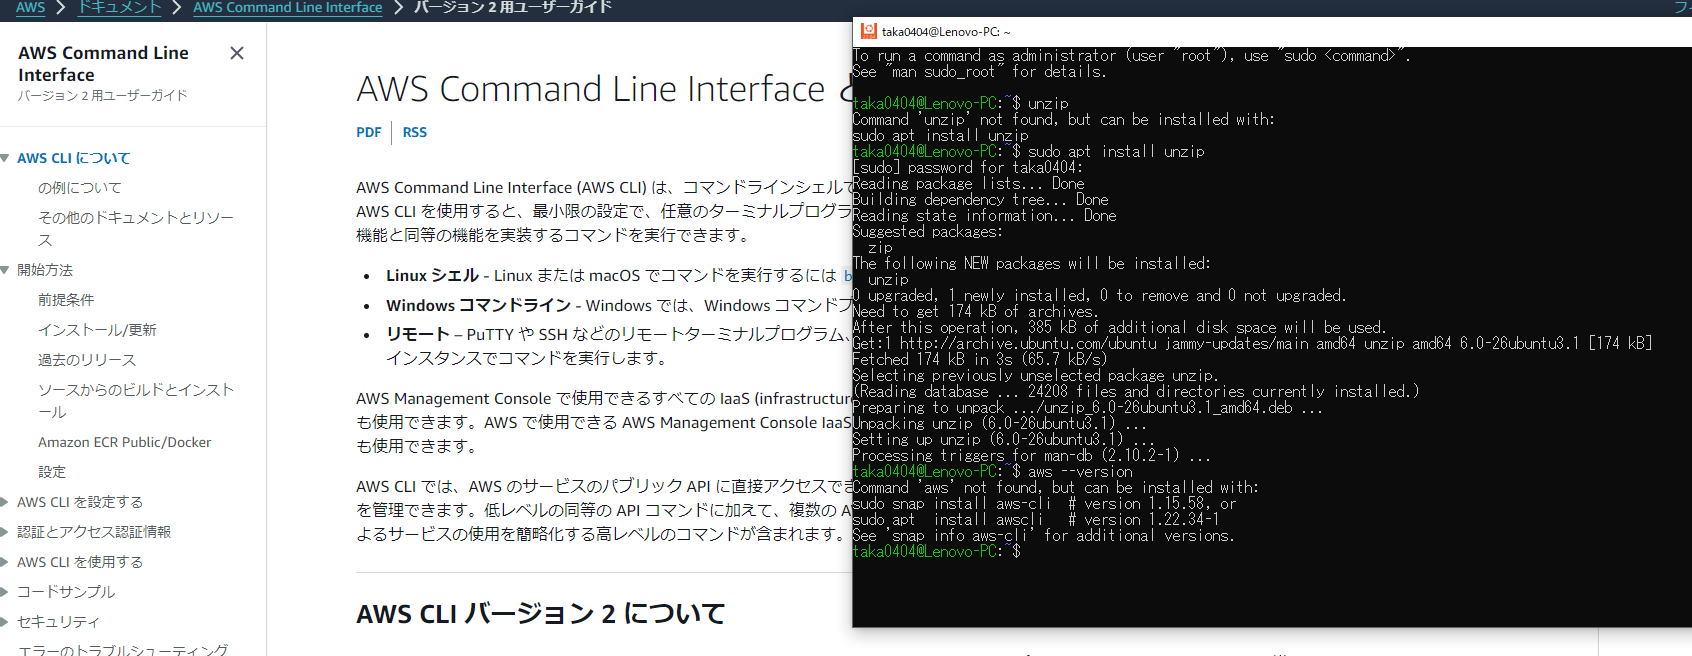 AWS > ドキュメント > AWS Command Line Interface > バージョン 2 用ユーザーガイド
AWS Command Line
Interface
バージョン 2 用ユーザーガイド
AWS CLI について
の例について
その他のドキュメントとリソー
ス
開始方法
前提条件
インストール/更新
過去のリリース
ソースからのビルドとインスト
ール
Amazon ECR Public/Docker
設定
AWS CLI を設定する
認証とアクセス認証情報
AWS CLI を使用する
コードサンプル
セキュリティ
エラーのトラブルシューティング
AWS Command Line Interface と
PDF
RSS
AWS Command Line Interface (AWS CLI) は、コマンドラインシェルで
AWS CLI を使用すると、最小限の設定で、任意のターミナルプログラ
機能と同等の機能を実装するコマンドを実行できます。
Linux シェル - Linux または macOS でコマンドを実行するには b
Windows コマンドライン - Windows では、Windows コマンドプ
リモート – PuTTY や SSH などのリモートターミナルプログラム、
インスタンスでコマンドを実行します。
AWS Management Console で使用できるすべての IaaS (infrastructure
も使用できます。AWS で使用できる AWS Management Console IaaS
も使用できます。
AWS CLI では、AWS のサービスのパブリック API に直接アクセスでき
を管理できます。低レベルの同等の API コマンドに加えて、複数の A
よるサービスの使用を簡略化する高レベルのコマンドが含まれます。
AWS CLI バージョン 2 について
フィ
taka0404@Lenovo-PC: ~
To run a command as administrator (user "root"), use "sudo <command>".
See "man sudo_root" for details.
taka0404@Lenovo-PC:~$ unzip
Command 'unzip' not found, but can be installed with:
sudo apt install unzip
taka0404@Lenovo-PC:~$ sudo apt install unzip
[sudo] password for taka0404:
Reading package lists... Done
Building dependency tree... Done
Reading state information... Done
Suggested packages:
zip
The following NEW packages will be installed:
unzip
0 upgraded, 1 newly installed, 0 to remove and 0 not upgraded.
Need to get 174 kB of archives.
After this operation, 385 kB of additional disk space will be used.
Get:1 http://archive.ubuntu.com/ubuntu jammy-updates/main amd64 unzip amd64 6.0-26ubuntu3.1 [174 kB]
Fetched 174 kB in 3s (65.7 kB/s)
Selecting previously unselected package unzip.
(Reading database ... 24208 files and directories currently installed.)
Preparing to unpack .../unzip_6.0-26ubuntu3.1_amd64.deb ...
Unpacking unzip (6.0-26ubuntu3.1) ...
Setting up unzip (6.0-26ubuntu3.1) ...
Processing triggers for man-db (2.10.2-1) ...
taka0404@Lenovo-PC:~$ aws --version
Command 'aws' not found, but can be installed with:
sudo snap install aws-cli # version 1.15.58, or
sudo apt install awscli # version 1.22.34-1
See 'snap info aws-cli' for additional versions.
taka0404@Lenovo-PC:~$